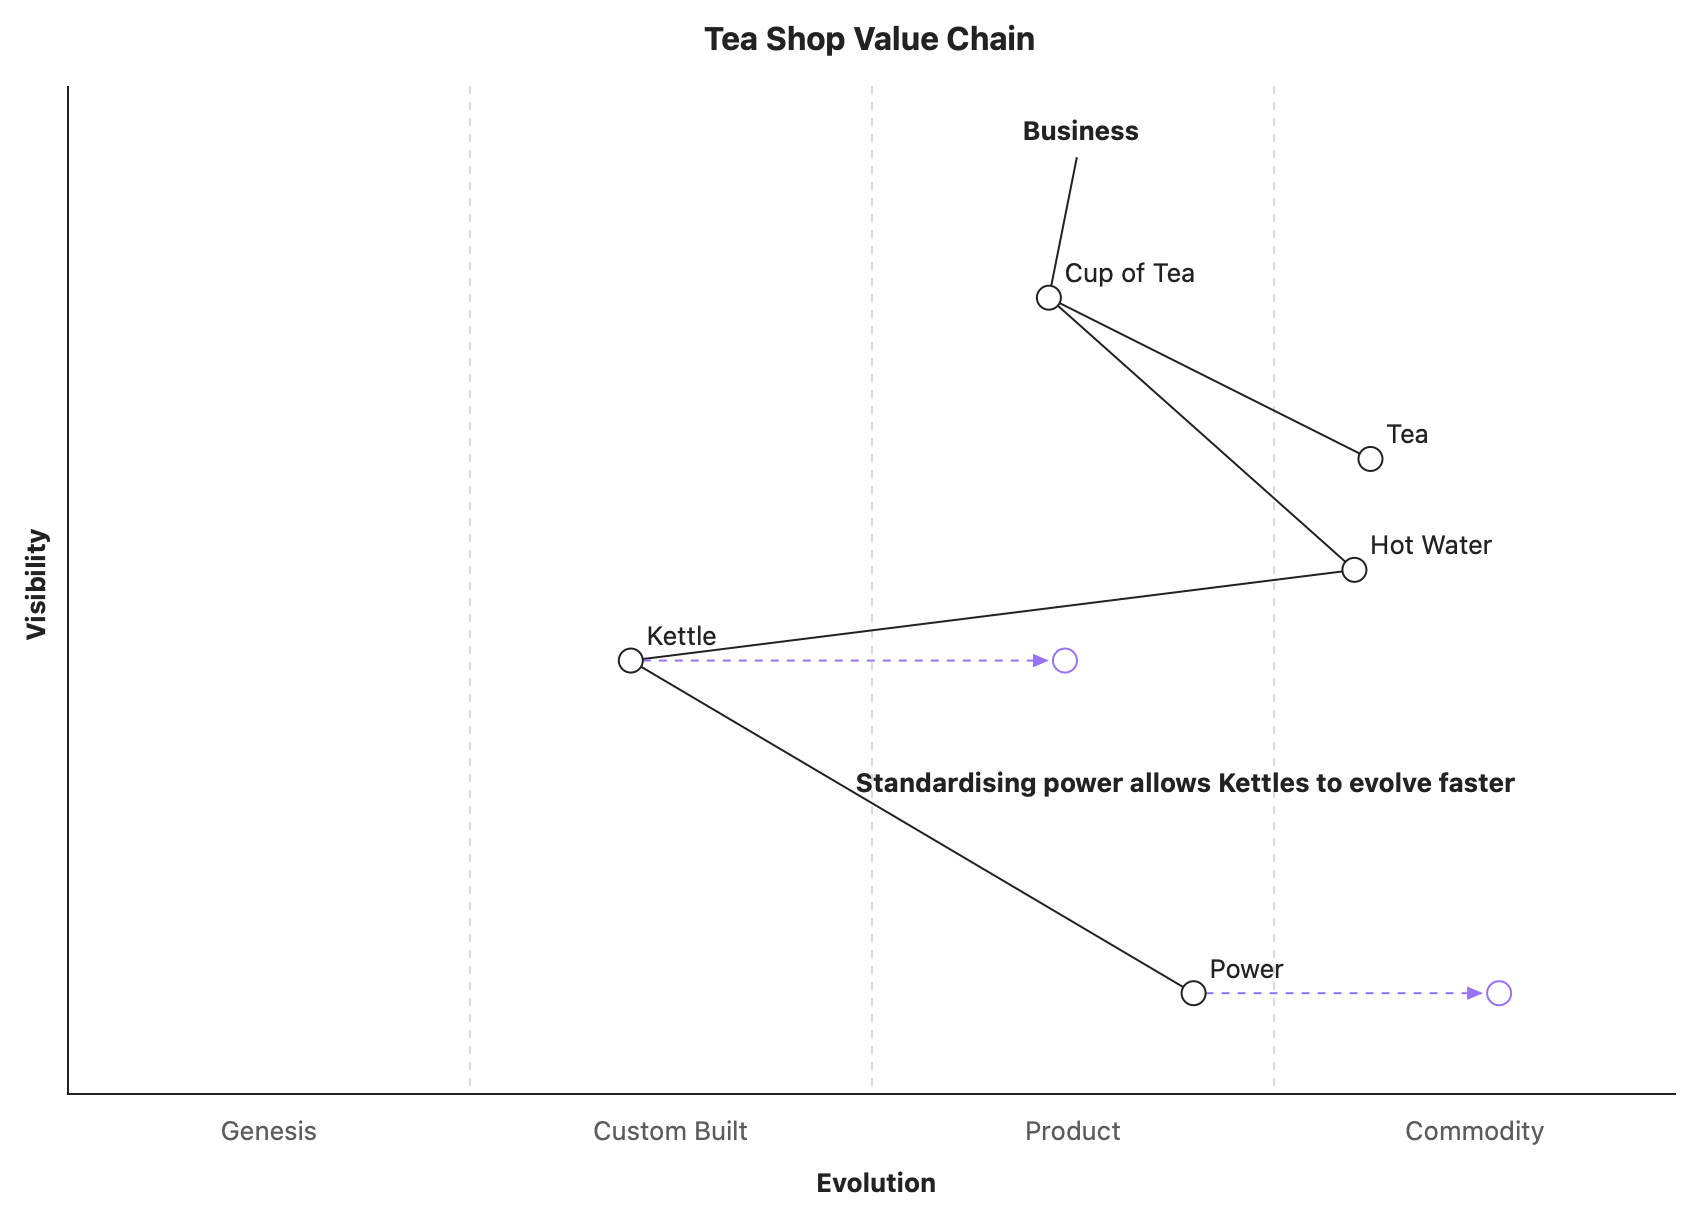 Tea Shop Value Chain
Business
Cup of Tea
Tea
Hot Water
Visibility
Kettle
Standardising power allows Kettles to evolve faster
Power
Genesis
Custom Built
Product
Commodity
Evolution